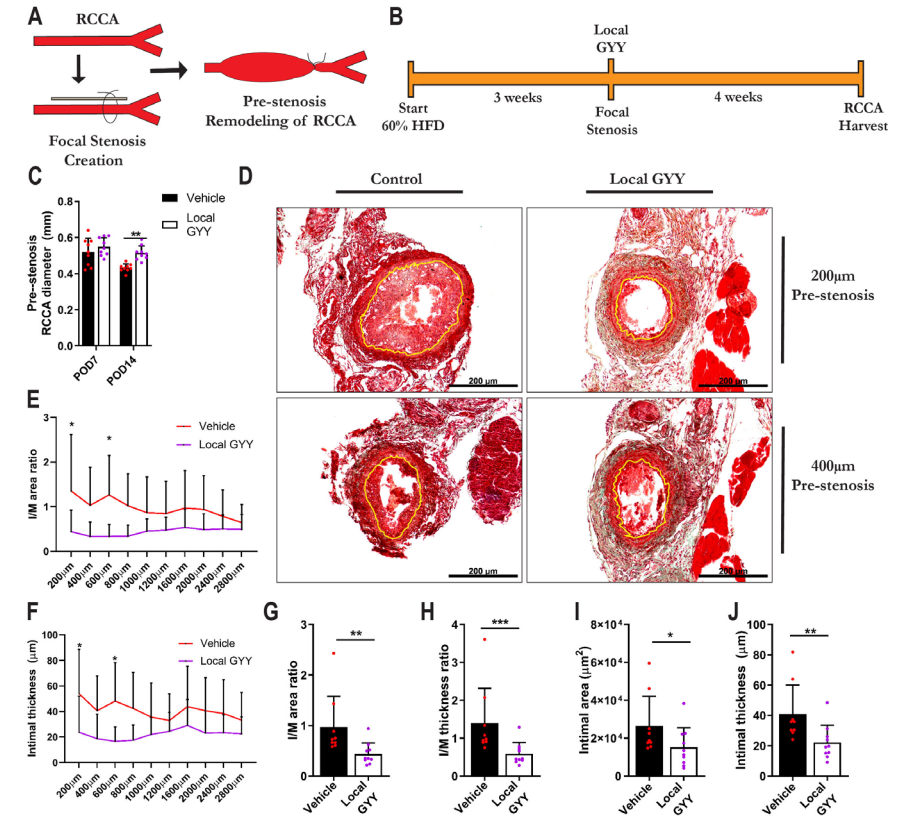 A
RCCA
Focal Stenosis
Creation
Pre-stenosis
Remodeling of RCCA
B
Local
GYY
3 weeks
4 weeks
Start
60% HFD
Focal
Stenosis
RCCA
Harvest
C
Pre--stenosis
RCCA diameter (mm)
0.8
0.6
0.4
0.2
0.0
**
POD7
POD14
Vehicle
Local
GYY
D
Control
Local GYY
200 µm
200 µm
200µm
Pre-stenosis
200 µm
200 µm
400µm
Pre-stenosis
E
I/M area ratio
3
2
1
0
*
*
Vehicle
Local GYY
200µm
400µm
600µm
800µm
1000µm
1200µm
1600µm
2000µm
2400µm
2800µm
F
Intimal thickness (µm)
100
80
60
40
20
0
*
*
Vehicle
Local GYY
200µm
400µm
600µm
800µm
1000µm
1200µm
1600µm
2000µm
2400µm
2800µm
G
I/M area ratio
3
2
1
0
**
Vehicle
Local
GYY
H
I/M thickness ratio
4
3
2
1
0
***
Vehicle
Local
GYY
I
Intimal area (µm²)
8×10⁴
6×10⁴
4×10⁴
2×10⁴
0
*
Vehicle
Local
GYY
J
Intimal thickness (µm)
100
80
60
40
20
0
**
Vehicle
Local
GYY